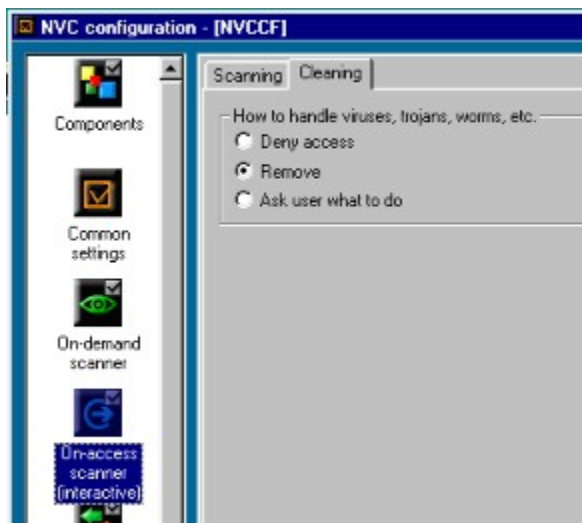 NVC configuration - [NVCCF]
Components
Common
settings
On-demand
scanner
On-access
scanner
(interactive)
Scanning
Cleaning
How to handle viruses, trojans, worms, etc.
Deny access
Remove
Ask user what to do